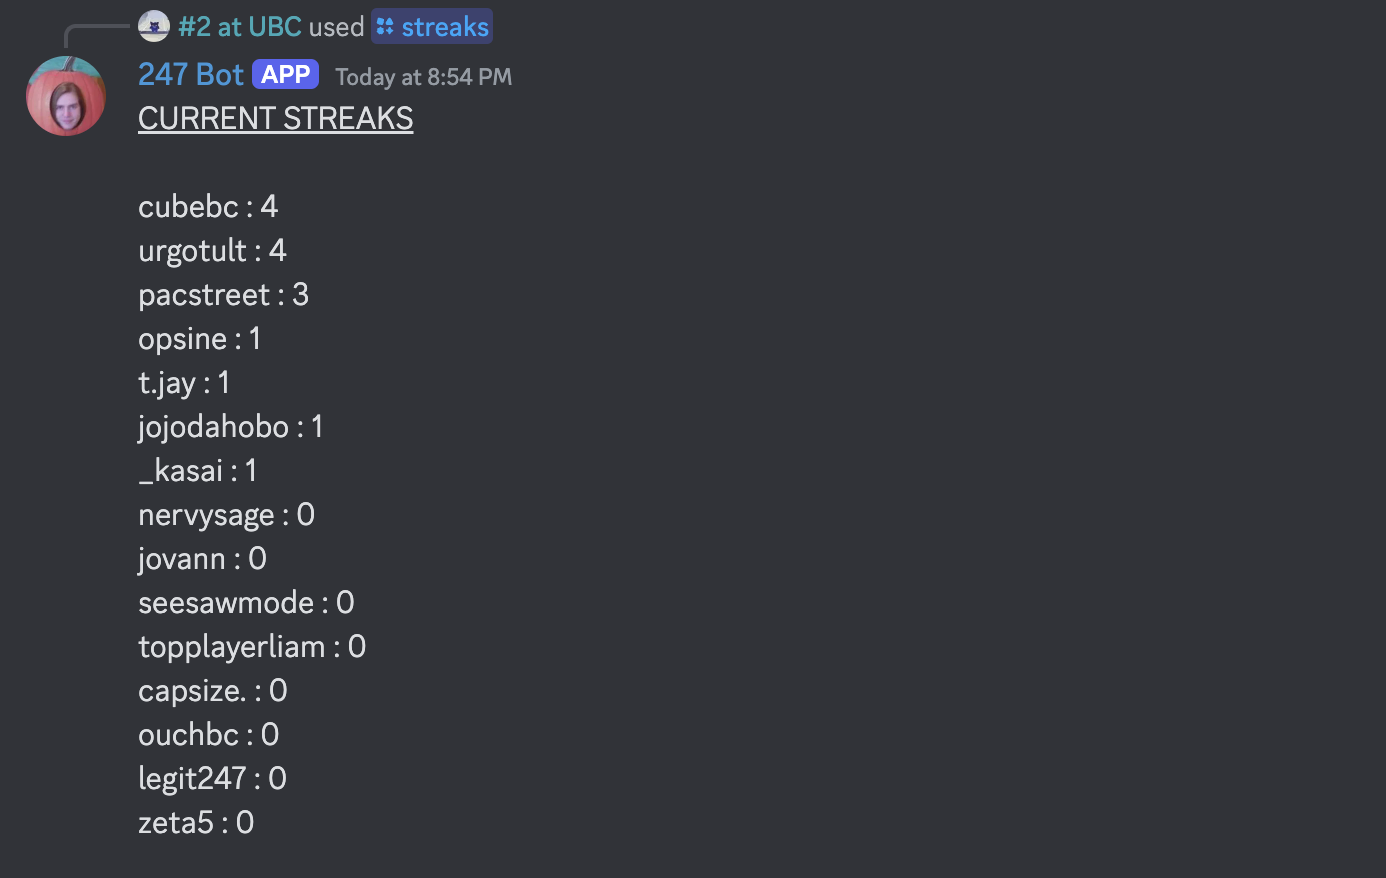 #2 at UBC used streaks
247 Bot APP Today at 8:54 PM
CURRENT STREAKS
cubebc : 4
urgotult : 4
pacstreet : 3
opsine : 1
t.jay : 1
jojodahobo : 1
_kasai : 1
nervysage : 0
jovann : 0
seesawmode : 0
topplayerliam : 0
capsize. : 0
ouchbc : 0
legit247 : 0
zeta5 : 0